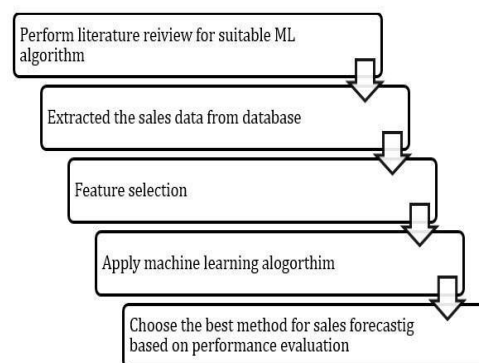 Perform literature reiview for suitable ML
algorithm
Extracted the sales data from database
Feature selection
Apply machine learning alogorthim
Choose the best method for sales forecastig
based on performance evaluation